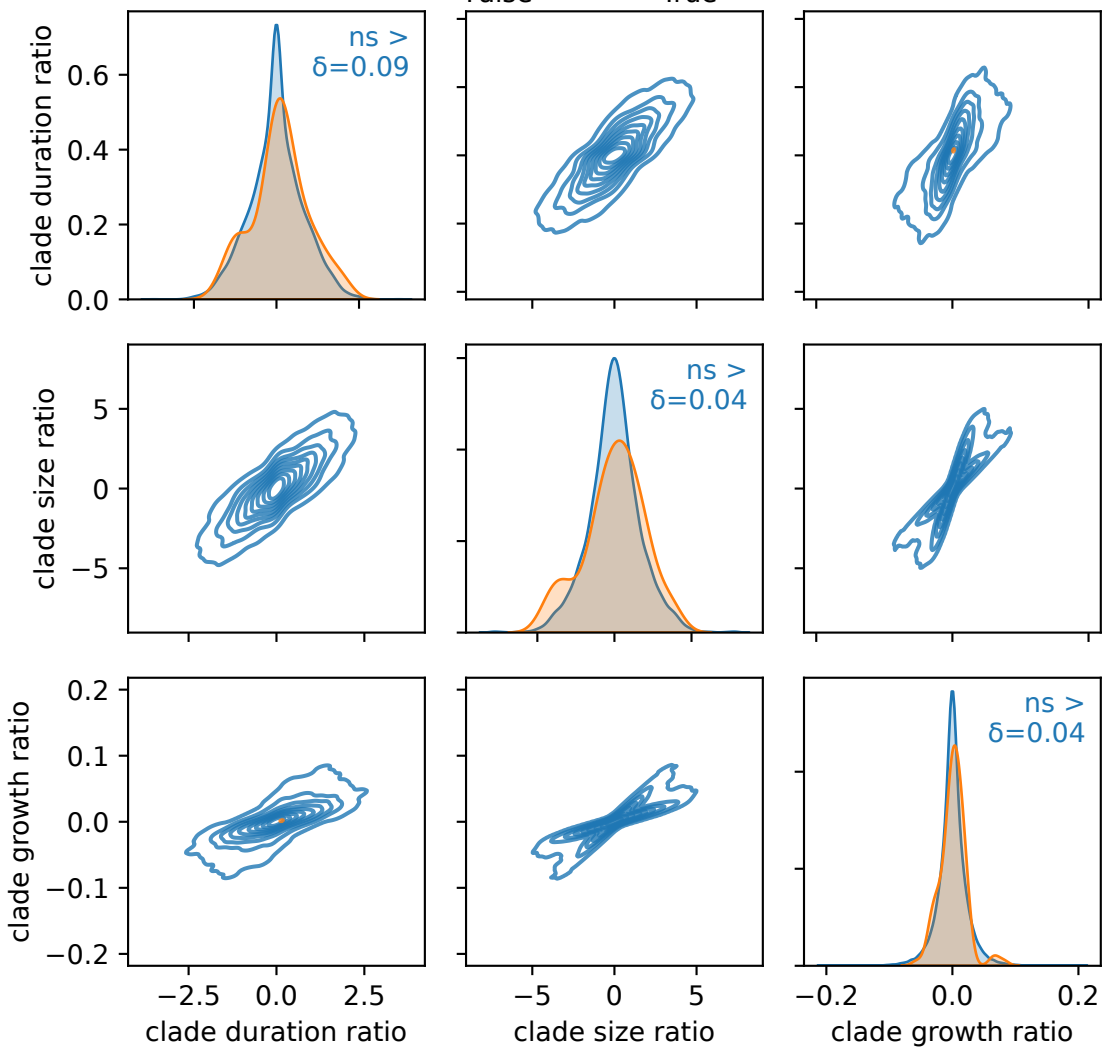 clade duration ratio
0.6
0.4
0.2
0.0
ns >
δ=0.09
clade size ratio
5
0
−5
ns >
δ=0.04
clade growth ratio
0.2
0.1
0.0
−0.1
−0.2
ns >
δ=0.04
−2.5 0.0 2.5
clade duration ratio
−5 0 5
clade size ratio
−0.2 0.0 0.2
clade growth ratio